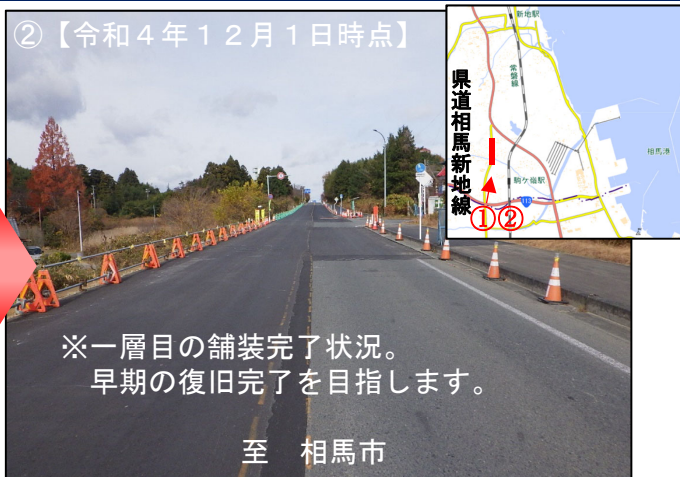 ②【令和４年１２月１日時点】
※一層目の舗装完了状況。
早期の復旧完了を目指します。
至　相馬市
新地駅
常磐線
県道相馬新地線
駒ケ嶺駅
相馬港
113
①②